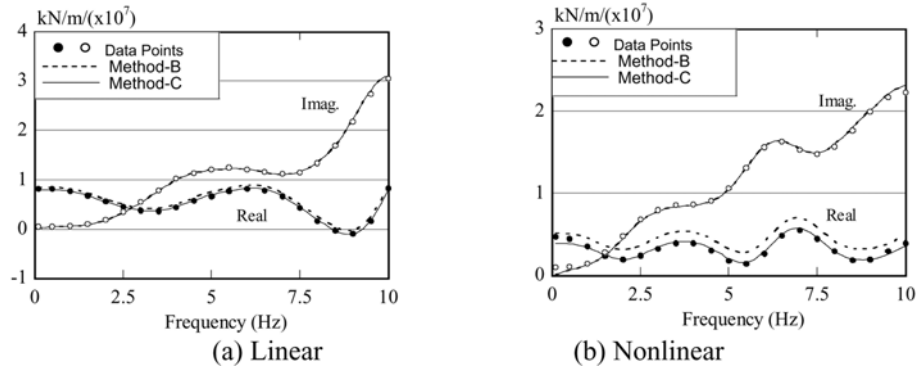 kN/m/(x10⁷)
4
3
2
1
0
-1
Data Points
Method-B
Method-C
Imag.
Real
0
2.5
5
7.5
10
Frequency (Hz)
(a) Linear
kN/m/(x10⁷)
3
2
1
0
Data Points
Method-B
Method-C
Imag.
Real
0
2.5
5
7.5
10
Frequency (Hz)
(b) Nonlinear